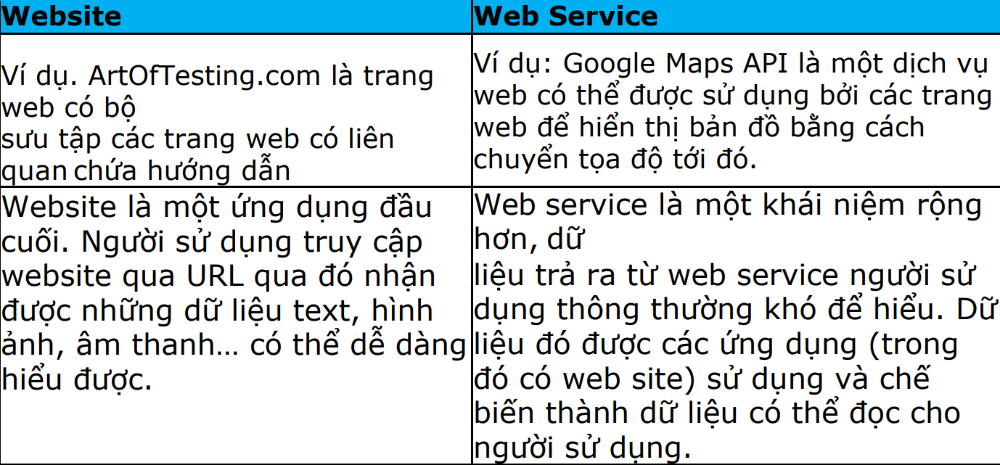 Website
Web Service
Ví dụ. ArtOfTesting.com là trang
web có bộ
sưu tập các trang web có liên
quan chứa hướng dẫn
Ví dụ: Google Maps API là một dịch vụ
web có thể được sử dụng bởi các trang
web để hiển thị bản đồ bằng cách
chuyển tọa độ tới đó.
Website là một ứng dụng đầu
cuối. Người sử dụng truy cập
website qua URL qua đó nhận
được những dữ liệu text, hình
ảnh, âm thanh... có thể dễ dàng
hiểu được.
Web service là một khái niệm rộng
hơn, dữ
liệu trả ra từ web service người sử
dụng thông thường khó để hiểu. Dữ
liệu đó được các ứng dụng (trong
đó có web site) sử dụng và chế
biến thành dữ liệu có thể đọc cho
người sử dụng.